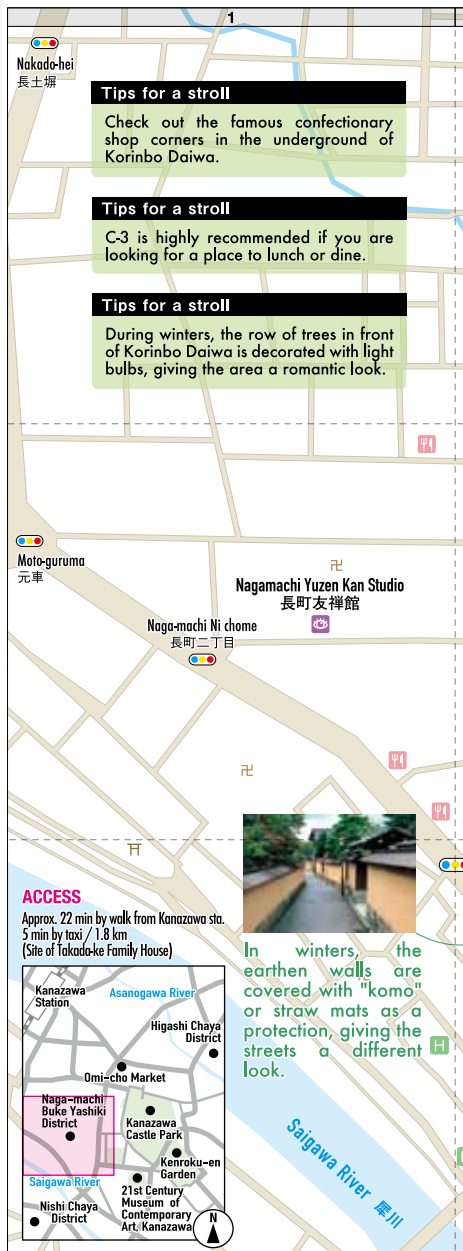 1
Nakado-hei
長土塀
Tips for a stroll
Check out the famous confectionary
shop corners in the underground of
Korinbo Daiwa.
Tips for a stroll
C-3 is highly recommended if you are
looking for a place to lunch or dine.
Tips for a stroll
During winters, the row of trees in front
of Korinbo Daiwa is decorated with light
bulbs, giving the area a romantic look.
Moto-guruma
元車
卍
Nagamachi Yuzen Kan Studio
長町友禅館
Naga-machi Ni chome
長町二丁目
卍
ACCESS
Approx. 22 min by walk from Kanazawa sta.
5 min by taxi / 1.8 km
(Site of Takada-ke Family House)
In winters, the
earthen walls are
covered with "komo"
or straw mats as a
protection, giving the
streets a different
look.
H
Kanazawa
Station
Asanogawa River
Higashi Chaya
District
Omi-cho Market
Naga-machi
Buke Yashiki
District
Kanazawa
Castle Park
Kenroku-en
Garden
Saigawa River
21st Century
Museum of
Contemporary
Art, Kanazawa
Nishi Chaya
District
N
Saigawa River 犀川